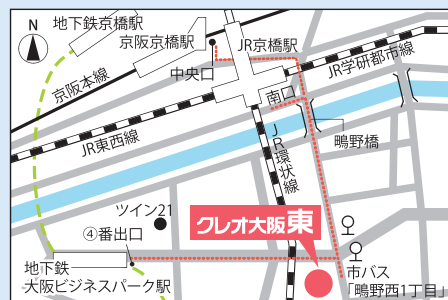 N
地下鉄京橋駅
京阪京橋駅
JR京橋駅
中央口
京阪本線
JR学研都市線
南口
JR東西線
JR環状線
鴫野橋
ツイン21
クレオ大阪東
④番出口
地下鉄
大阪ビジネスパーク駅
市バス
「鴫野西1丁目」